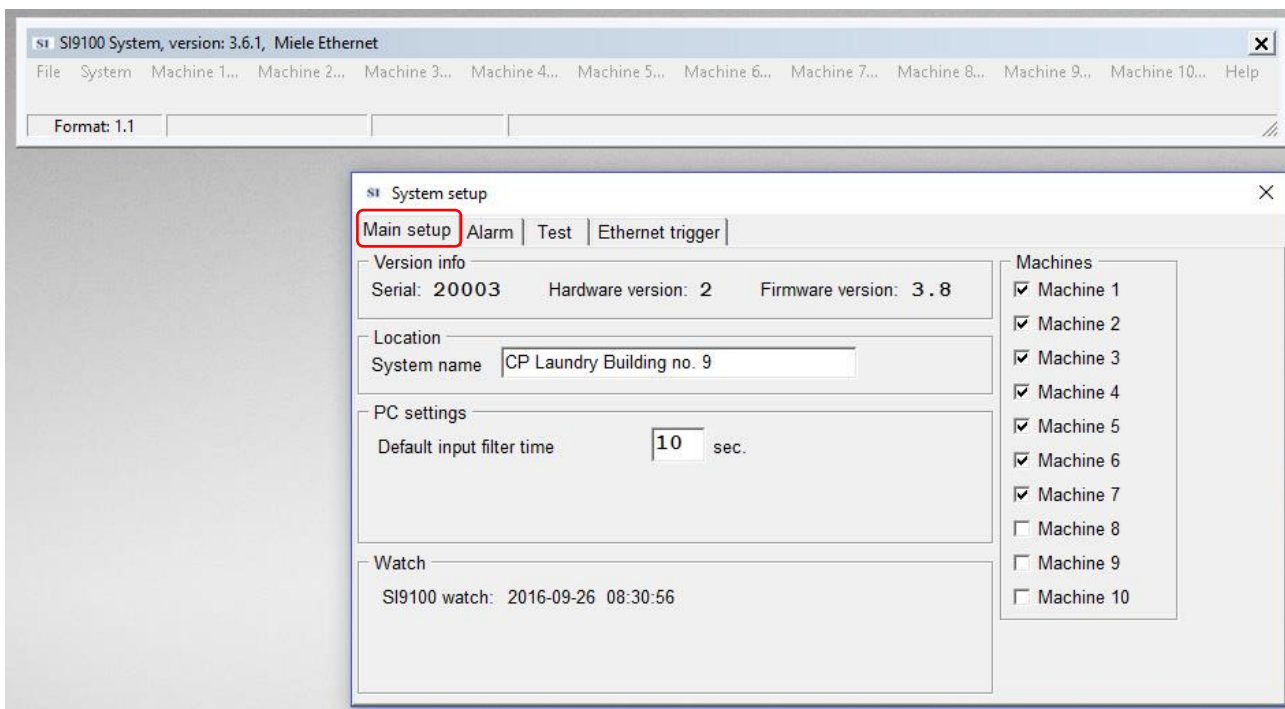 SI SI9100 System, version: 3.6.1, Miele Ethernet
File System Machine 1... Machine 2... Machine 3... Machine 4... Machine 5... Machine 6... Machine 7... Machine 8... Machine 9... Machine 10... Help
Format: 1.1
SI System setup
Main setup Alarm Test Ethernet trigger
Version info
Serial: 20003 Hardware version: 2 Firmware version: 3.8
Location
System name CP Laundry Building no. 9
PC settings
Default input filter time 10 sec.
Watch
SI9100 watch: 2016-09-26 08:30:56
Machines
Machine 1
Machine 2
Machine 3
Machine 4
Machine 5
Machine 6
Machine 7
Machine 8
Machine 9
Machine 10